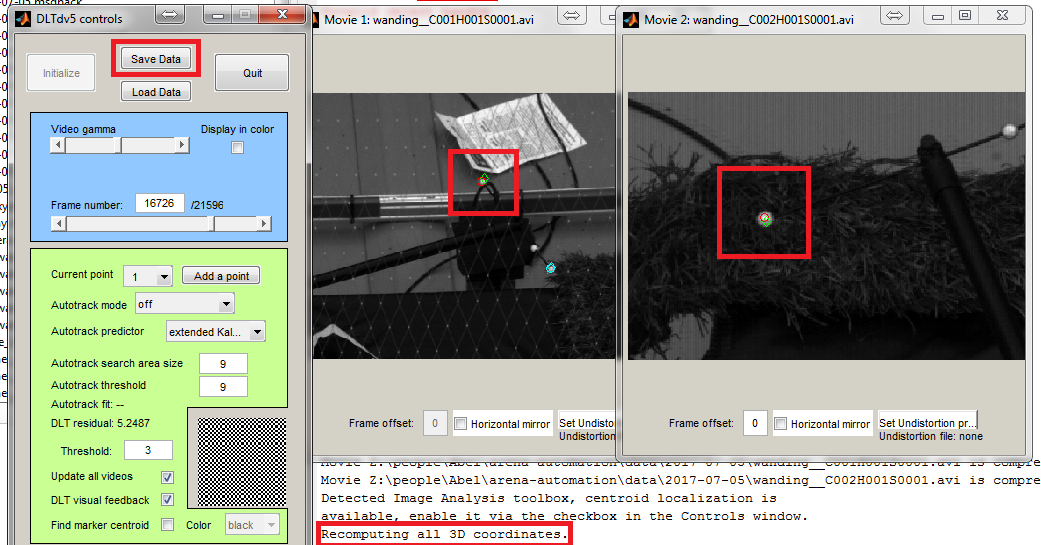 DLTdv5 controls
Initialize
Save Data
Load Data
Quit
Video gamma
Display in color
Frame number: 16726 /21596
Current point 1 Add a point
Autotrack mode off
Autotrack predictor extended Kal...
Autotrack search area size 9
Autotrack threshold 9
Autotrack fit: --
DLT residual: 5.2487
Threshold: 3
Update all videos
DLT visual feedback
Find marker centroid Color black
Movie 1: wanding__C001H001S0001.avi
Frame offset: 0 Horizontal mirror Set Undistortion
Undistortion
Movie 2: wanding__C002H001S0001.avi
Frame offset: 0 Horizontal mirror Set Undistortion pr...
Undistortion file: none
Movie Z:\people\Abel\arena-automation\data\2017-07-05\wanding__C001H001S0001.avi is compre
Movie Z:\people\Abel\arena-automation\data\2017-07-05\wanding__C002H001S0001.avi is compre
Detected Image Analysis toolbox, centroid localization is
available, enable it via the checkbox in the Controls window.
Recomputing all 3D coordinates.